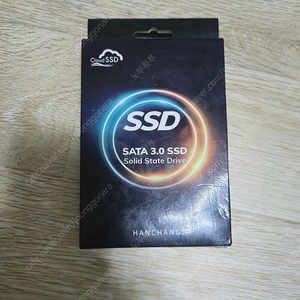 Cloud SSD
SSD
SATA 3.0 SSD
Solid State Drive
HANCHANG